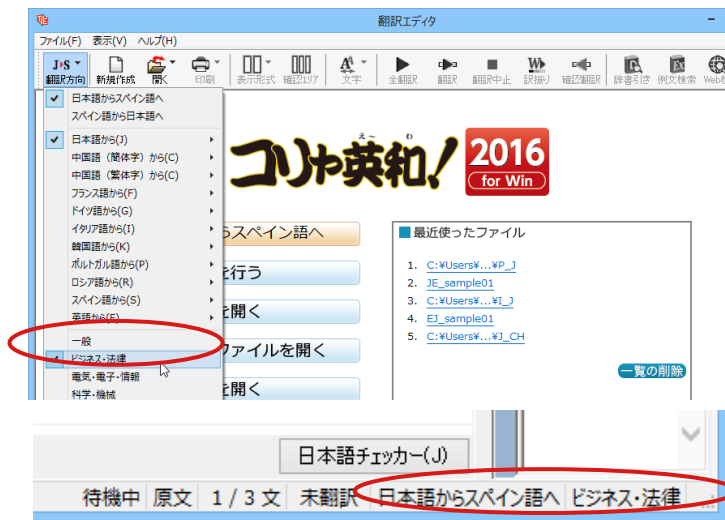 翻訳エディタ
ファイル(F) 表示(V) ヘルプ(H)
J▸S
翻訳方向 新規作成 開く 印刷 表示形式 確認エリア 文字 全翻訳 翻訳 翻訳中止 訳振り 確認翻訳 辞書引き 例文検索
日本語からスペイン語へ
スペイン語から日本語へ
日本語から(J)
中国語（簡体字）から(C)
中国語（繁体字）から(C)
フランス語から(F)
ドイツ語から(G)
イタリア語から(I)
韓国語から(K)
ポルトガル語から(P)
ロシア語から(R)
スペイン語から(S)
英語から(E)
一般
ビジネス・法律
電気・電子・情報
科学・機械
え〜 わ
コリャ英和！ 2016
for Win
らスペイン語へ
を行う
を開く
ファイルを開く
を開く
最近使ったファイル
1. C:¥Users¥...¥P_J
2. JE_sample01
3. C:¥Users¥...¥I_J
4. EJ_sample01
5. C:¥Users¥...¥J_CH
一覧の削除
日本語チェッカー(J)
待機中 原文 1 / 3 文 未翻訳 日本語からスペイン語へ ビジネス・法律